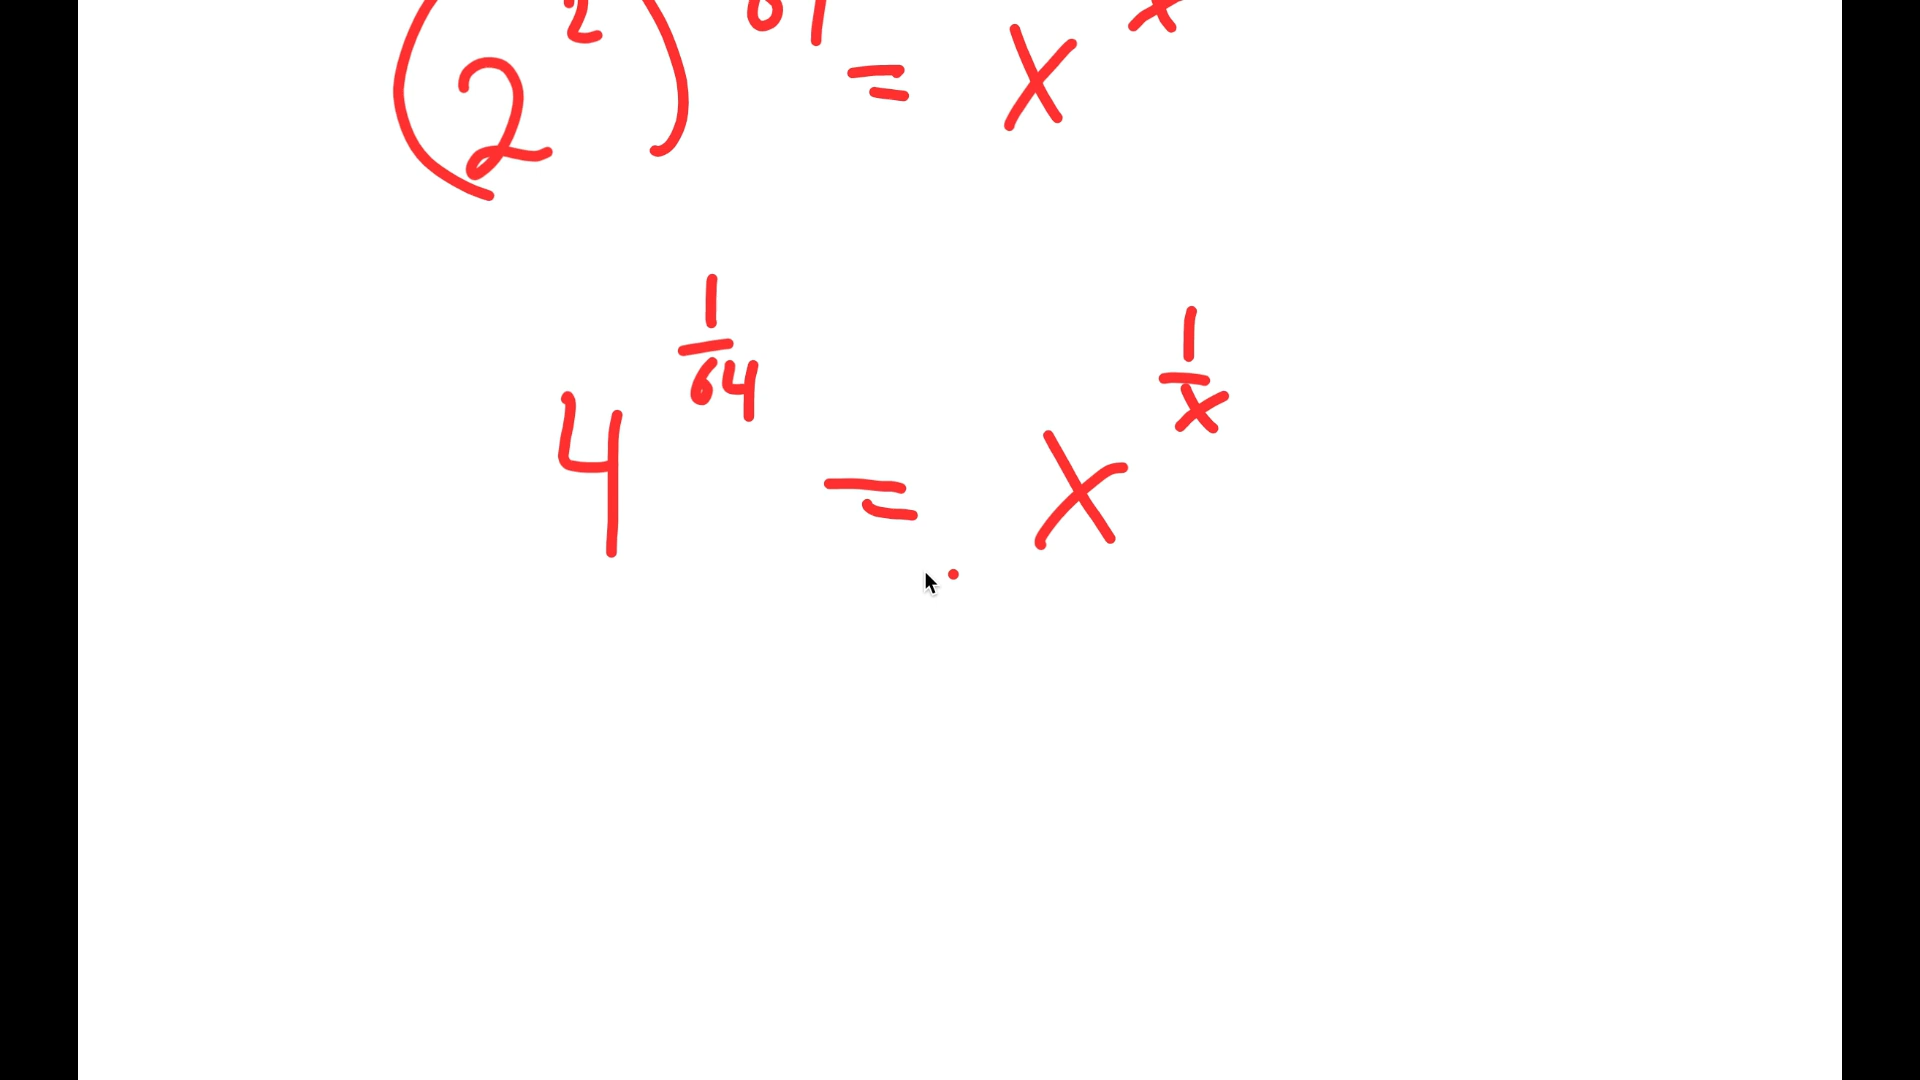 (2²)^64 = x^x
4^(1/64) = x^(1/x)